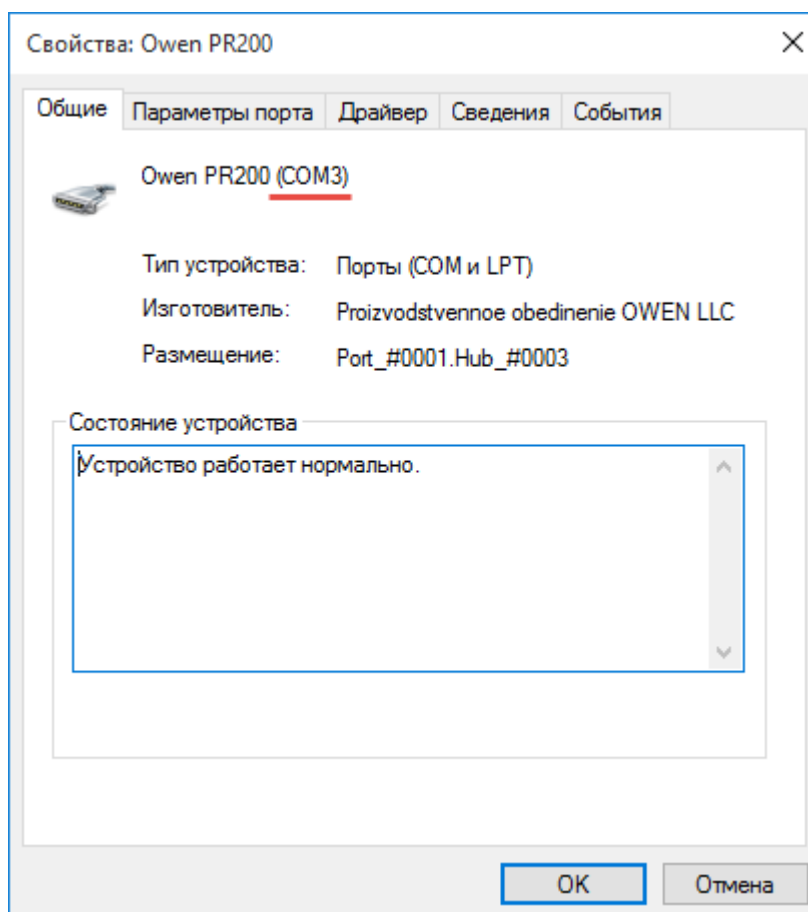 Свойства: Owen PR200
Общие Параметры порта Драйвер Сведения События
Owen PR200 (COM3)
Тип устройства: Порты (COM и LPT)
Изготовитель: Proizvodstvennoe obedinenie OWEN LLC
Размещение: Port_#0001.Hub_#0003
Состояние устройства
Устройство работает нормально.
OK Отмена